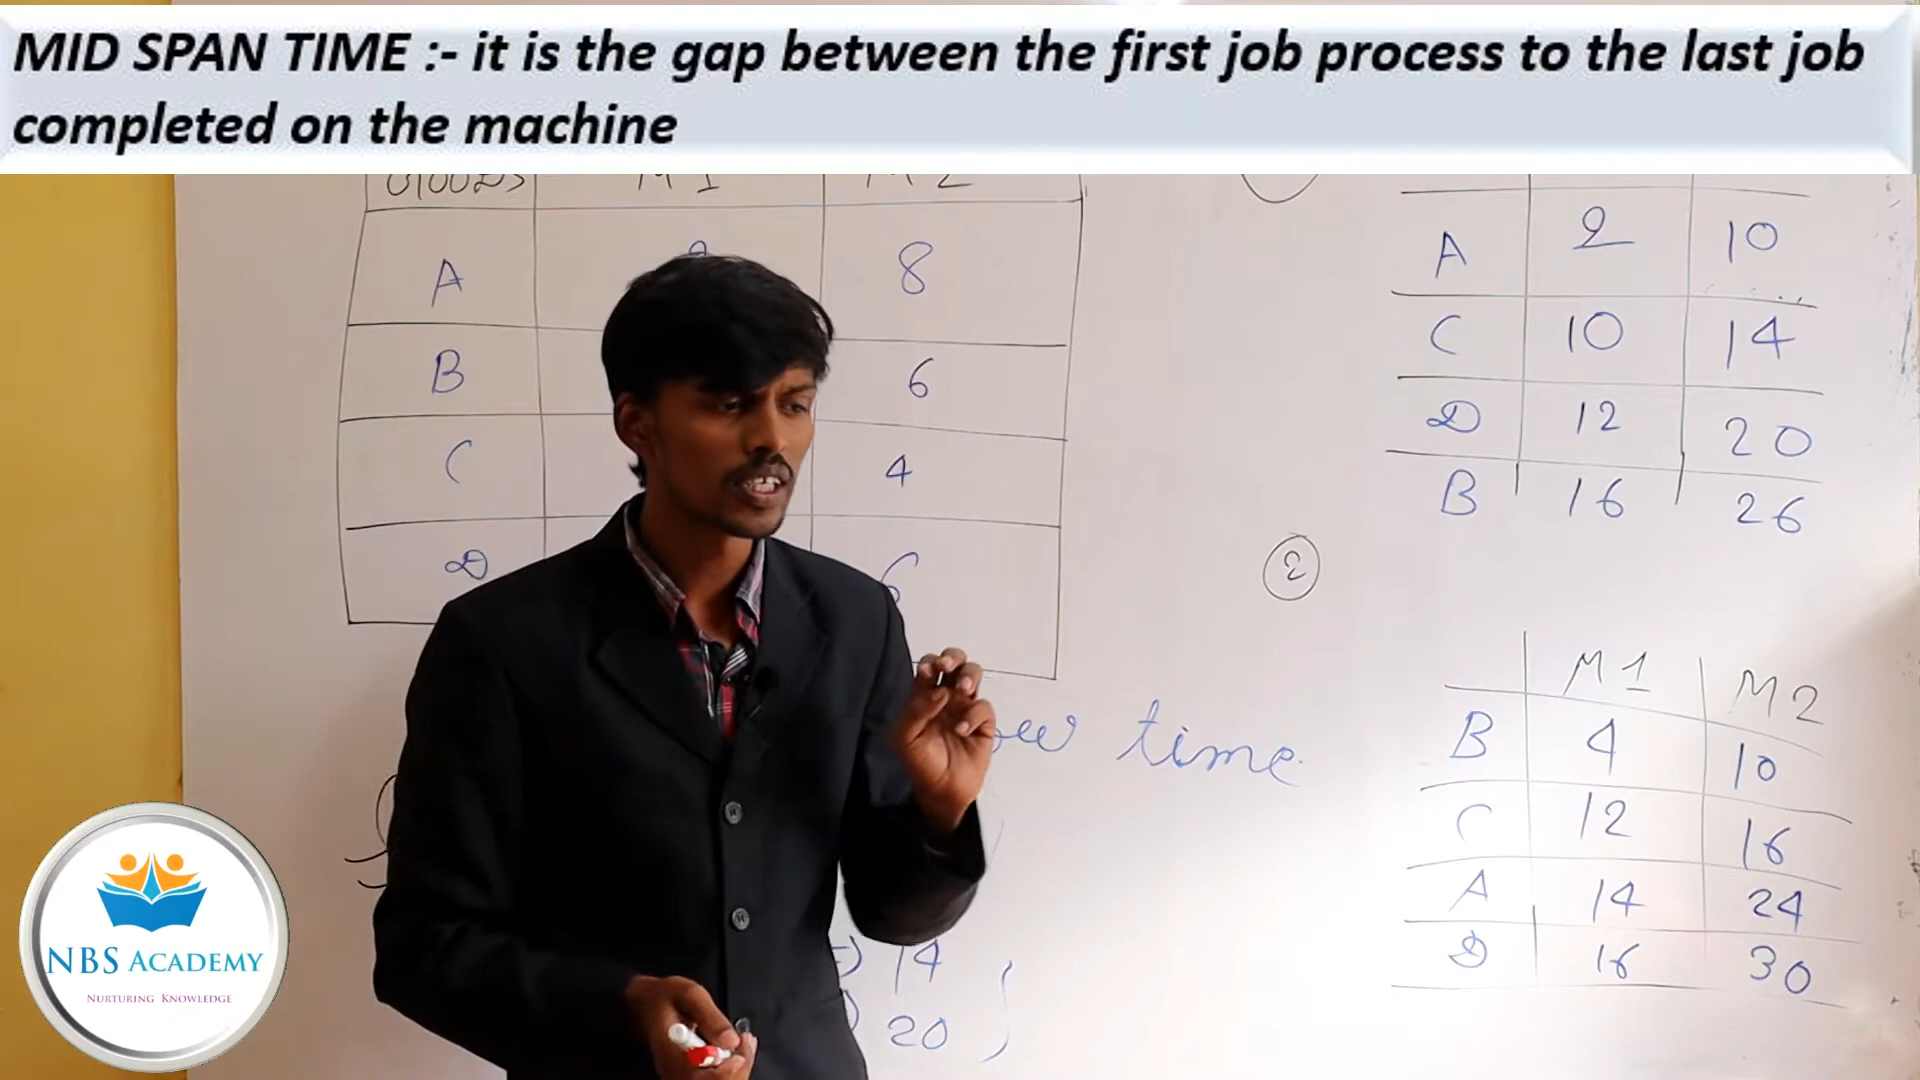 MID SPAN TIME :- it is the gap between the first job process to the last job
completed on the machine
M1 M2
A 8
B 6
C 4
D 6
time
14
20
A 2 10
C 10 14
D 12 20
B 16 26
2
M1 M2
B 4 10
C 12 16
A 14 24
D 16 30
NBS ACADEMY
NURTURING KNOWLEDGE